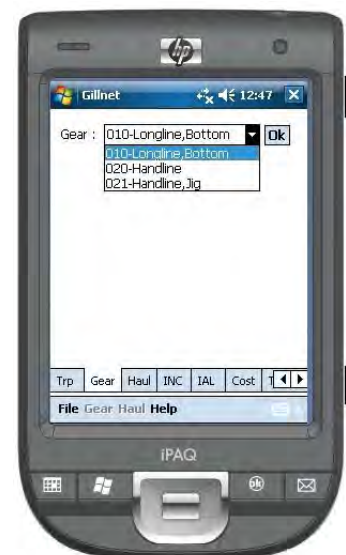 hp
Gillnet 12:47
Gear : 010-Longline,Bottom Ok
010-Longline,Bottom
020-Handline
021-Handline,Jig
Trp Gear Haul INC IAL Cost
File Gear Haul Help
iPAQ
ok